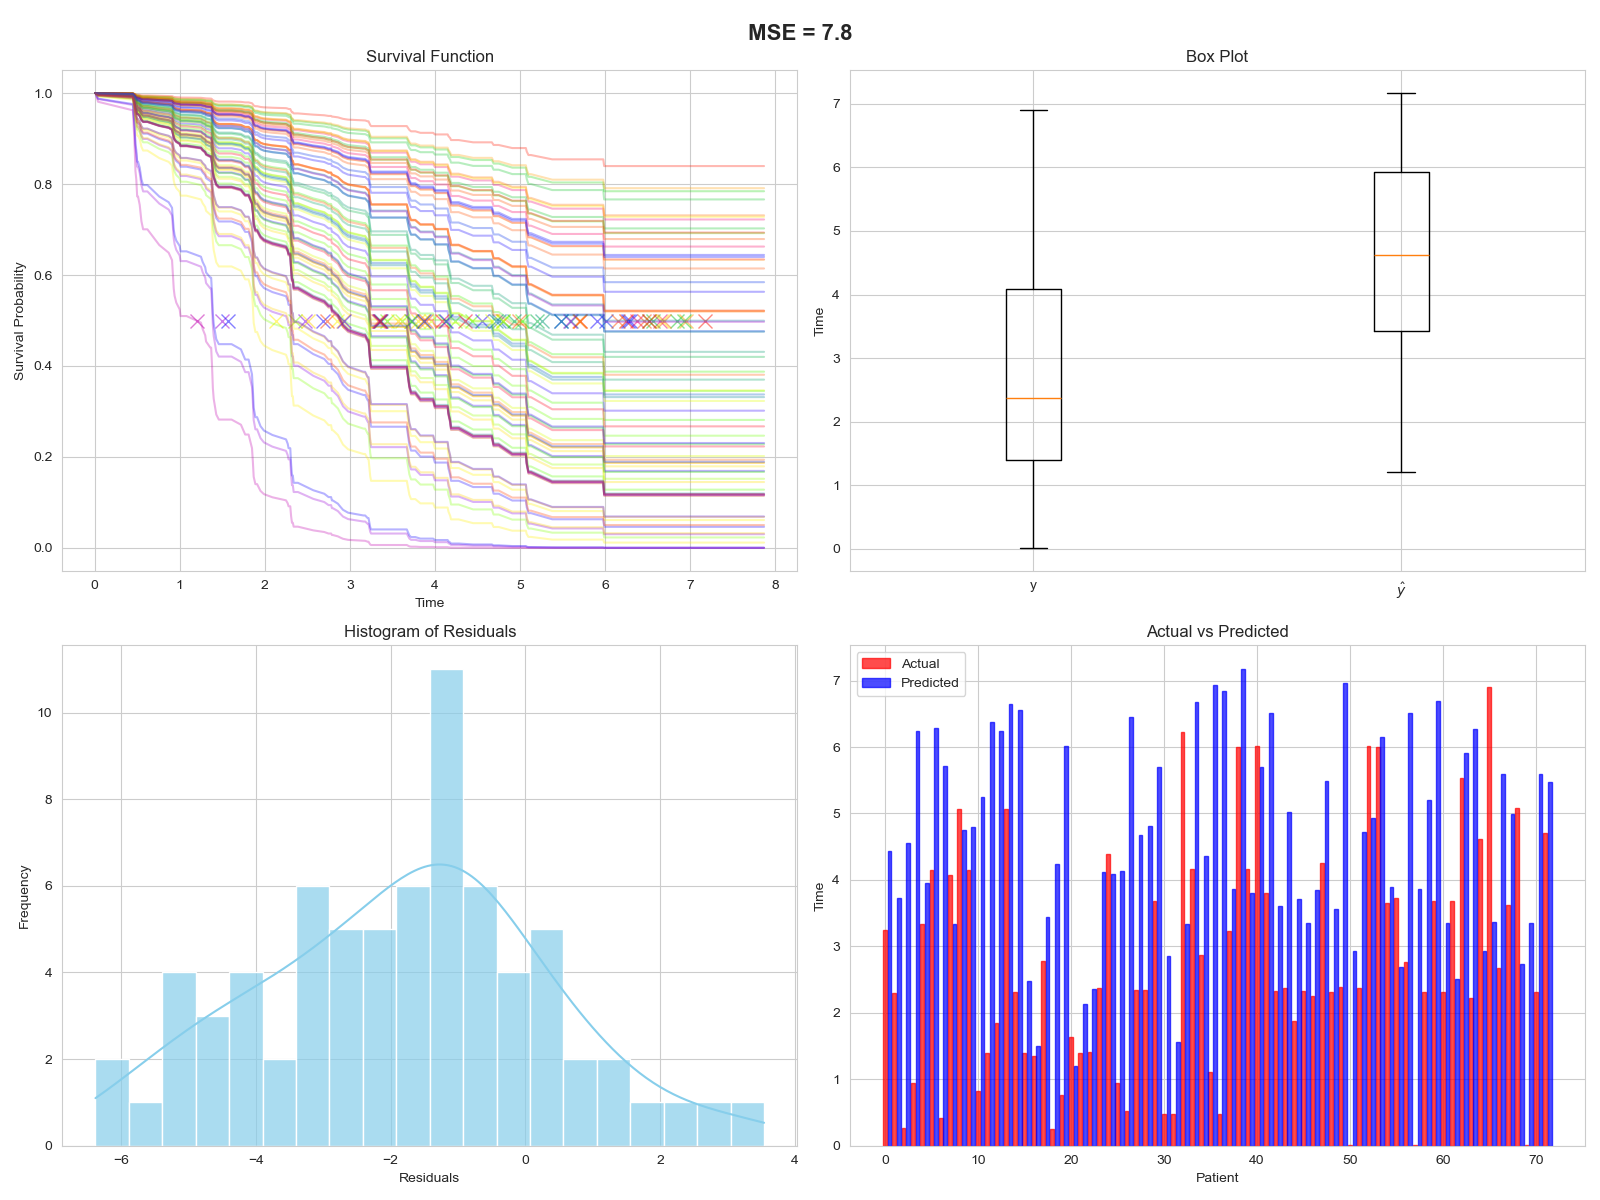 MSE = 7.8
Survival Function
Survival Probability
1.0
0.8
0.6
0.4
0.2
0.0
0 1 2 3 4 5 6 7 8
Time
Box Plot
Time
7
6
5
4
3
2
1
0
y ŷ
Histogram of Residuals
Frequency
10
8
6
4
2
0
−6 −4 −2 0 2 4
Residuals
Actual vs Predicted
Actual
Predicted
Time
7
6
5
4
3
2
1
0
0 10 20 30 40 50 60 70
Patient